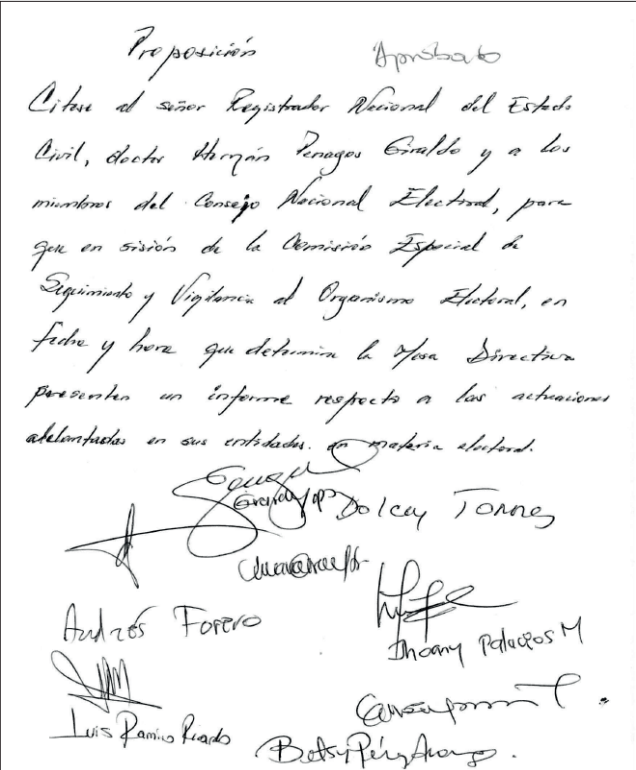 Proposición Aprobado
Citase al señor Registrador Nacional del Estado
Civil, doctor Hernán Penagos Giraldo y a los
miembros del Consejo Nacional Electoral, para
que en sisión de la Comisión Especial de
Seguimiento y Vigilancia al Organismo Electoral, en
fecha y hora que determine la Mesa Directiva
presenten un informe respecto a las actuaciones
adelantadas en sus entidades. en materia electoral.
Dolcey Torres
Andrés Forero
Jhoany Palacios M
Luis Ramiro Ricardo
Betsy Pérez Arango.